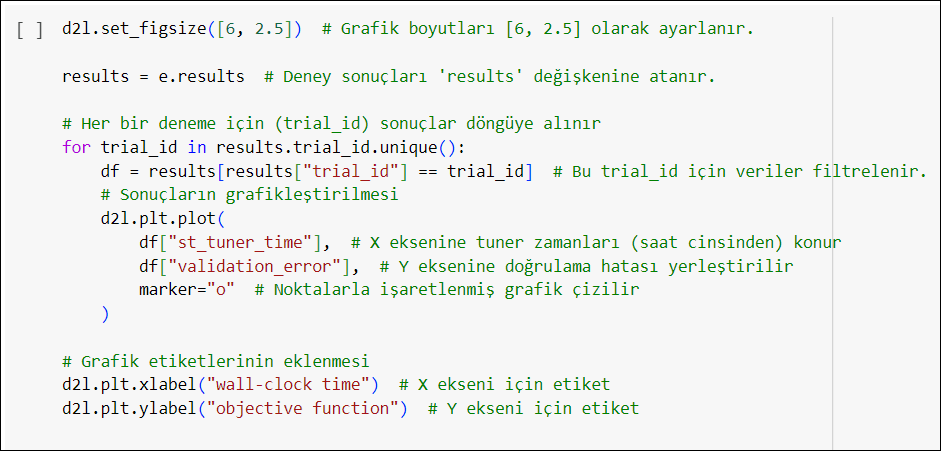 [ ] d2l.set_figsize([6, 2.5])  # Grafik boyutları [6, 2.5] olarak ayarlanır.
results = e.results  # Deney sonuçları 'results' değişkenine atanır.
# Her bir deneme için (trial_id) sonuçlar döngüye alınır
for trial_id in results.trial_id.unique():
    df = results[results["trial_id"] == trial_id]  # Bu trial_id için veriler filtrelenir.
    # Sonuçların grafikleştirilmesi
    d2l.plt.plot(
        df["st_tuner_time"],  # X eksenine tuner zamanları (saat cinsinden) konur
        df["validation_error"],  # Y eksenine doğrulama hatası yerleştirilir
        marker="o"  # Noktalarla işaretlenmiş grafik çizilir
    )
# Grafik etiketlerinin eklenmesi
d2l.plt.xlabel("wall-clock time")  # X ekseni için etiket
d2l.plt.ylabel("objective function")  # Y ekseni için etiket